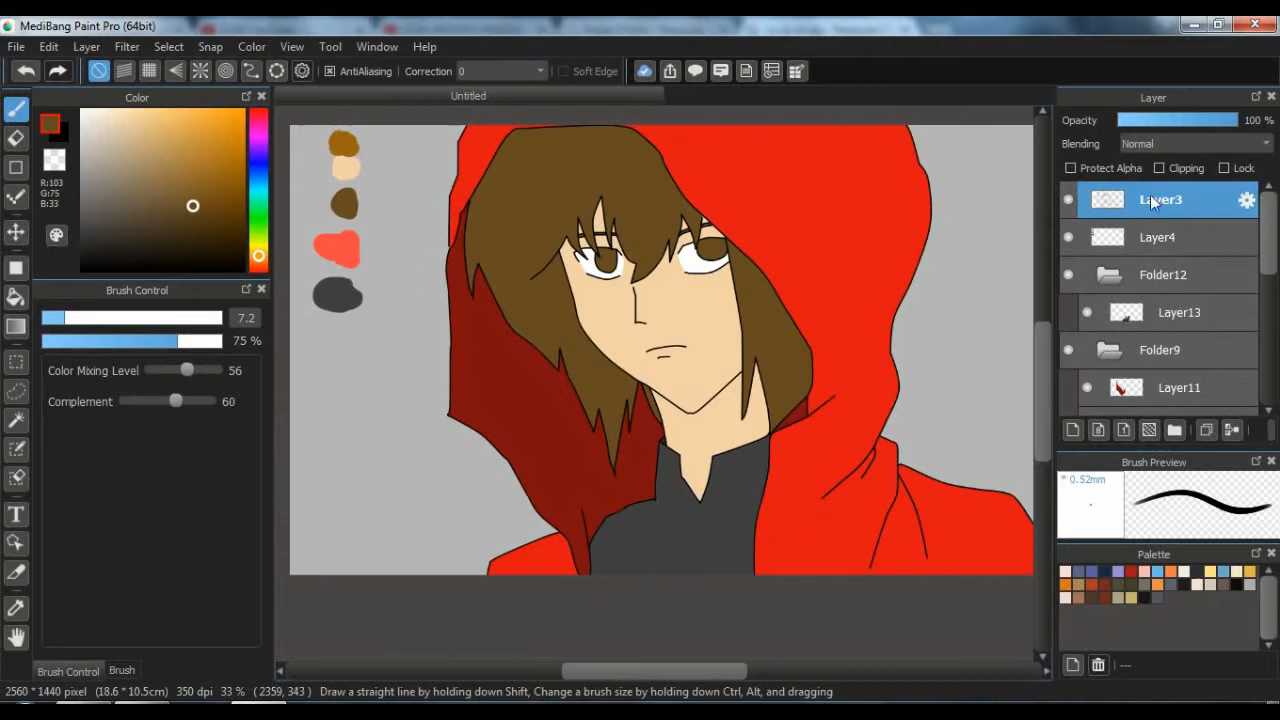 MediBang Paint Pro (64bit)
File Edit Layer Filter Select Snap Color View Tool Window Help
AntiAliasing Correction 0 Soft Edge
Color
Untitled
Layer
R:103
G:75
B:33
Brush Control
7.2
75 %
Color Mixing Level 56
Complement 60
Brush Control Brush
Opacity 100 %
Blending Normal
Protect Alpha Clipping Lock
Layer3
Layer4
Folder12
Layer13
Folder9
Layer11
Brush Preview
0.52mm
Palette
---
2560 * 1440 pixel (18.6 * 10.5cm) 350 dpi 33 % ( 2359, 343 ) Draw a straight line by holding down Shift, Change a brush size by holding down Ctrl, Alt, and dragging